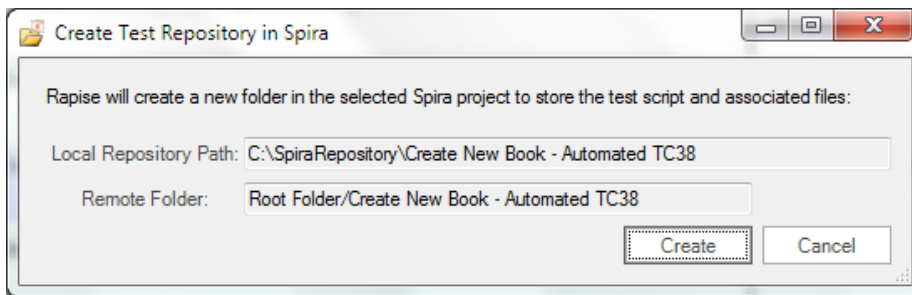 Create Test Repository in Spira
Rapise will create a new folder in the selected Spira project to store the test script and associated files:
Local Repository Path: C:\SpiraRepository\Create New Book - Automated TC38
Remote Folder: Root Folder/Create New Book - Automated TC38
Create Cancel